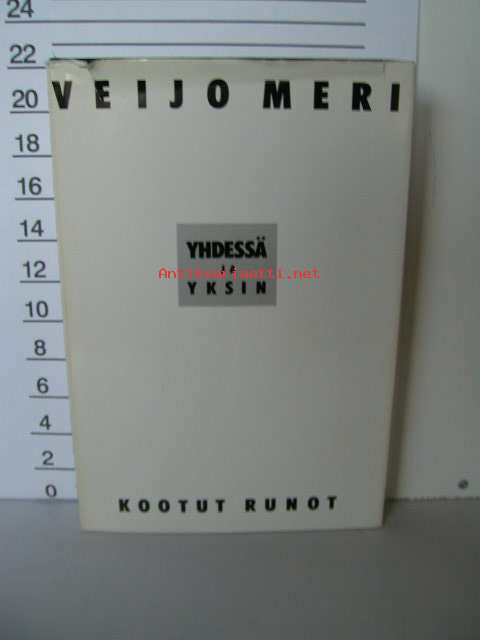 24
22
20
18
16
14
12
10
8
6
4
2
0
VEIJO MERI
YHDESSÄ
ja
YKSIN
Antikvariaatti.net
KOOTUT RUNOT